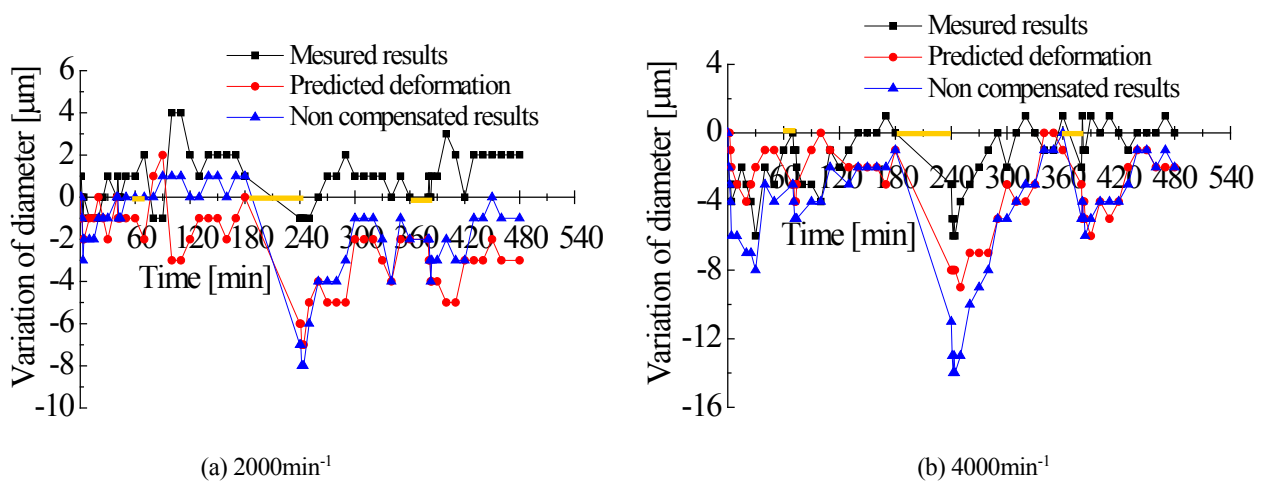 Mesured results
Predicted deformation
Non compensated results
Variation of diameter [μm]
6
4
2
0
-2
-4
-6
-8
-10
60 120 180 240 300 360 420 480 540
Time [min]
(a) 2000min-1
Mesured results
Predicted deformation
Non compensated results
Variation of diameter [μm]
4
0
-4
-8
-12
-16
60 120 180 240 300 360 420 480 540
Time [min]
(b) 4000min-1